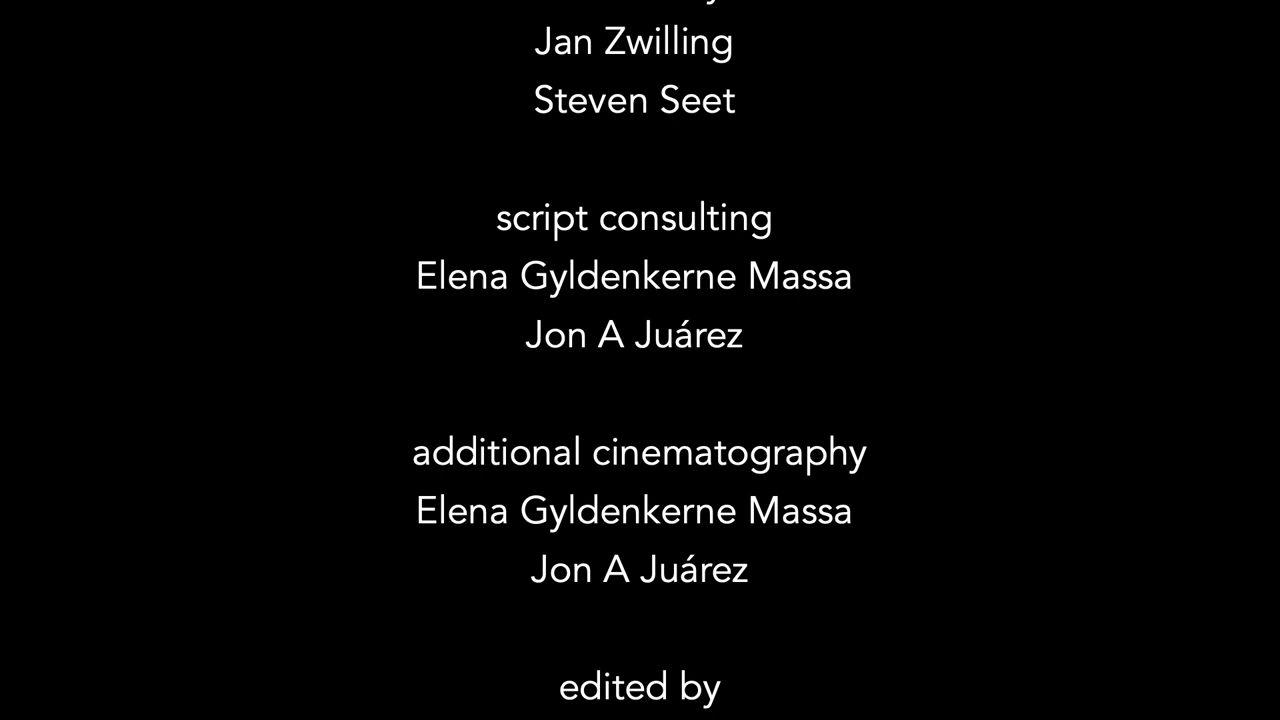 Jan Zwilling
Steven Seet
script consulting
Elena Gyldenkerne Massa
Jon A Juárez
additional cinematography
Elena Gyldenkerne Massa
Jon A Juárez
edited by